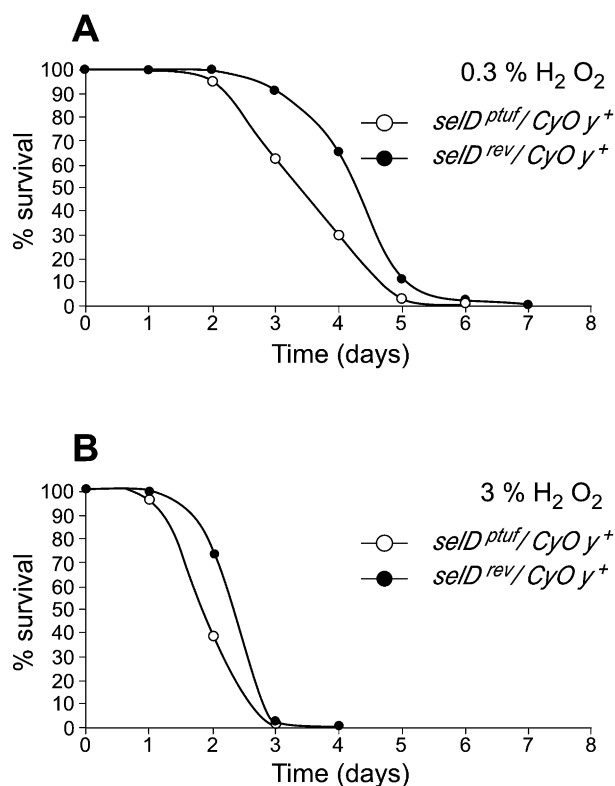 A
0.3 % H2 O2
selD ptuf/ CyO y+
selD rev/ CyO y+
% survival
100
90
80
70
60
50
40
30
20
10
0
0 1 2 3 4 5 6 7 8
Time (days)
B
3 % H2 O2
selD ptuf/ CyO y+
selD rev/ CyO y+
% survival
100
90
80
70
60
50
40
30
20
10
0
0 1 2 3 4 5 6 7 8
Time (days)